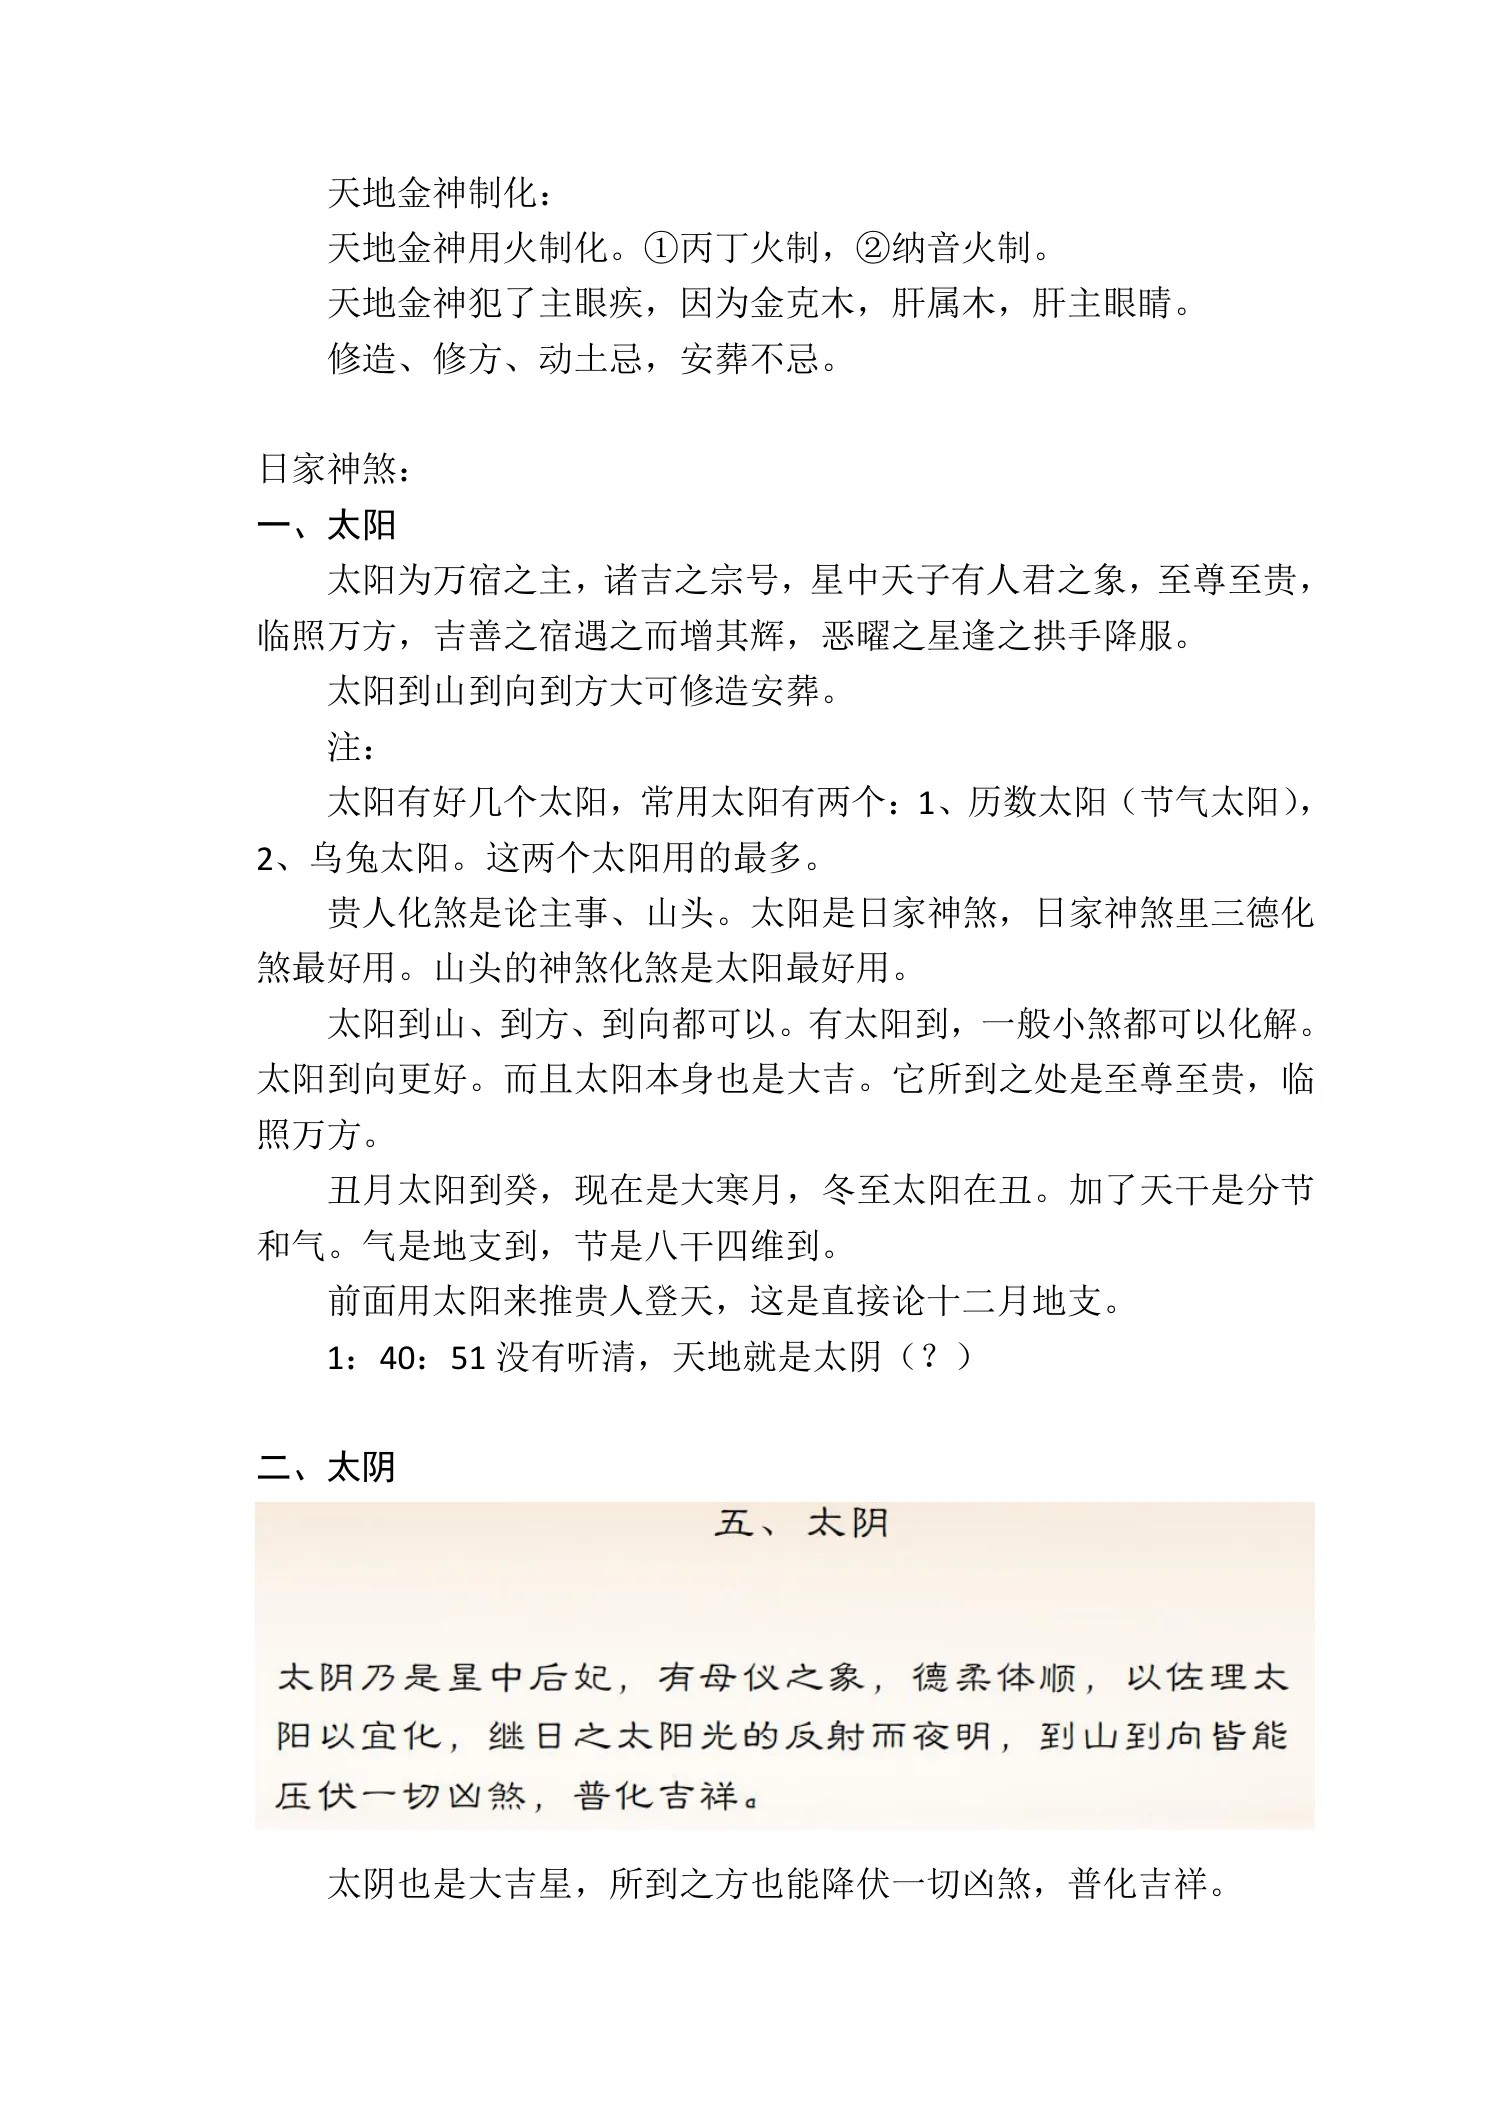 天地金神制化：
天地金神用火制化。①丙丁火制，②纳音火制。
天地金神犯了主眼疾，因为金克木，肝属木，肝主眼睛。
修造、修方、动土忌，安葬不忌。
日家神煞：
一、太阳
太阳为万宿之主，诸吉之宗号，星中天子有人君之象，至尊至贵，
临照万方，吉善之宿遇之而增其辉，恶曜之星逢之拱手降服。
太阳到山到向到方大可修造安葬。
注：
太阳有好几个太阳，常用太阳有两个：1、历数太阳（节气太阳），
2、乌兔太阳。这两个太阳用的最多。
贵人化煞是论主事、山头。太阳是日家神煞，日家神煞里三德化
煞最好用。山头的神煞化煞是太阳最好用。
太阳到山、到方、到向都可以。有太阳到，一般小煞都可以化解。
太阳到向更好。而且太阳本身也是大吉。它所到之处是至尊至贵，临
照万方。
丑月太阳到癸，现在是大寒月，冬至太阳在丑。加了天干是分节
和气。气是地支到，节是八干四维到。
前面用太阳来推贵人登天，这是直接论十二月地支。
1：40：51 没有听清，天地就是太阴（？）
二、太阴
五、太阴
太阴乃是星中后妃，有母仪之象，德柔体顺，以佐理太
阳以宜化，继日之太阳光的反射而夜明，到山到向皆能
压伏一切凶煞，普化吉祥。
太阴也是大吉星，所到之方也能降伏一切凶煞，普化吉祥。